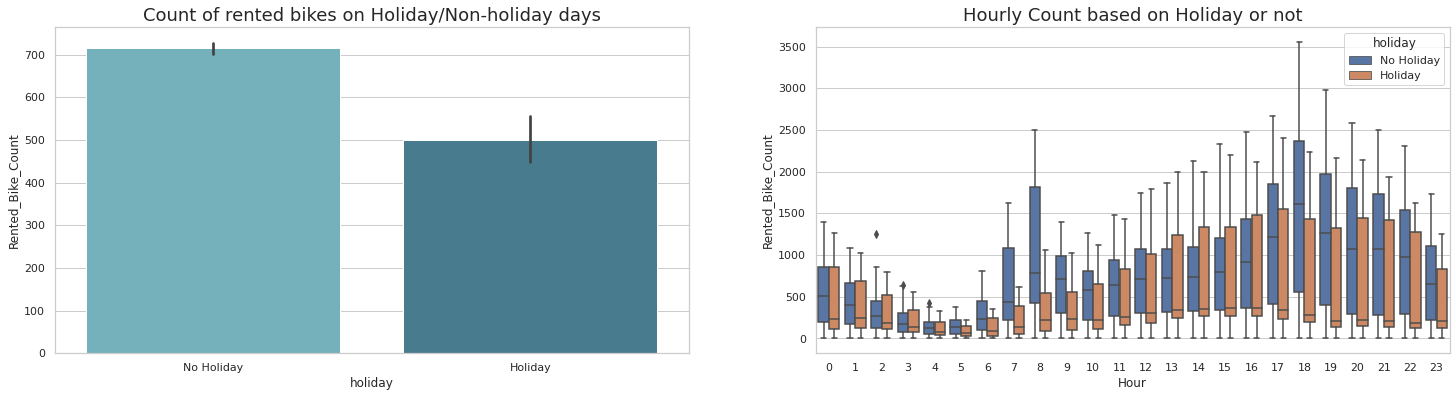 Count of rented bikes on Holiday/Non-holiday days
Rented_Bike_Count
700
600
500
400
300
200
100
0
No Holiday
Holiday
holiday
Hourly Count based on Holiday or not
Rented_Bike_Count
3500
3000
2500
2000
1500
1000
500
0
holiday
No Holiday
Holiday
0 1 2 3 4 5 6 7 8 9 10 11 12 13 14 15 16 17 18 19 20 21 22 23
Hour